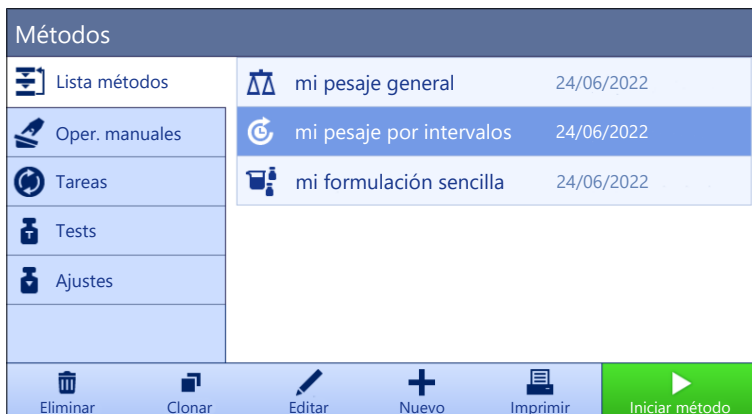 Métodos
Lista métodos
mi pesaje general 24/06/2022
Oper. manuales
mi pesaje por intervalos 24/06/2022
Tareas
mi formulación sencilla 24/06/2022
Tests
Ajustes
Eliminar Clonar Editar Nuevo Imprimir Iniciar método